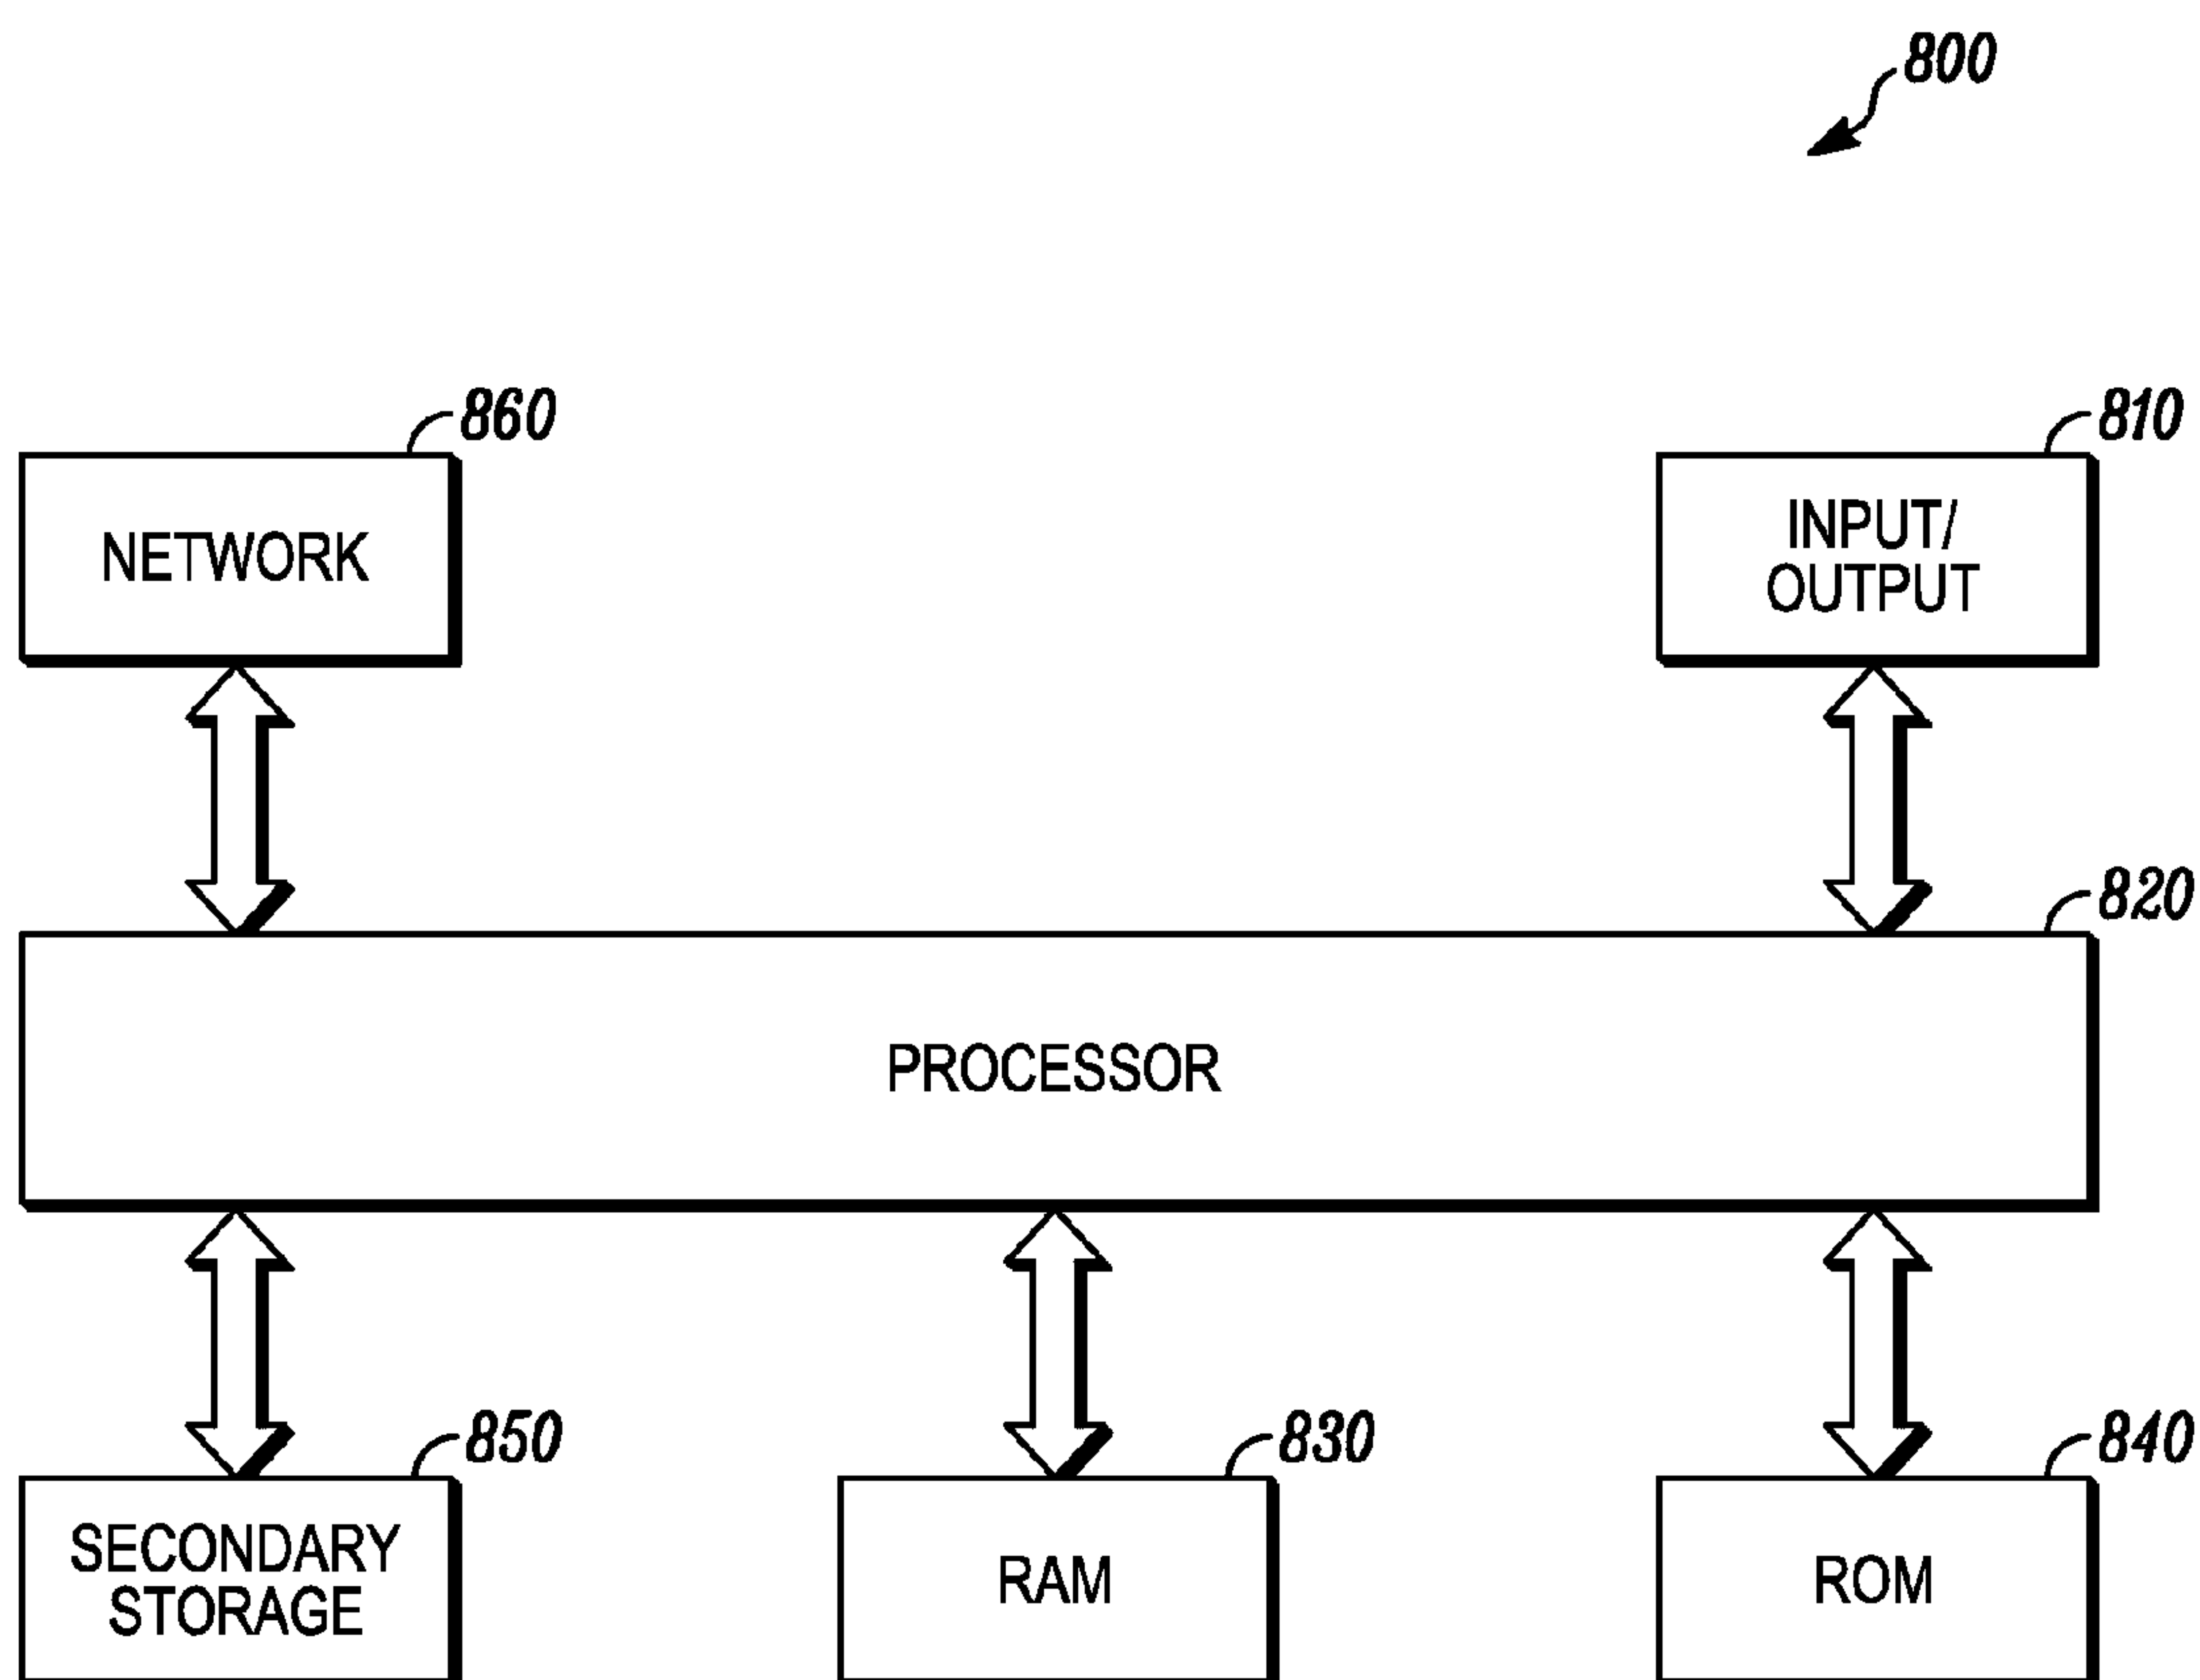 800
860
810
NETWORK
INPUT/
OUTPUT
820
PROCESSOR
850
830
840
SECONDARY
STORAGE
RAM
ROM